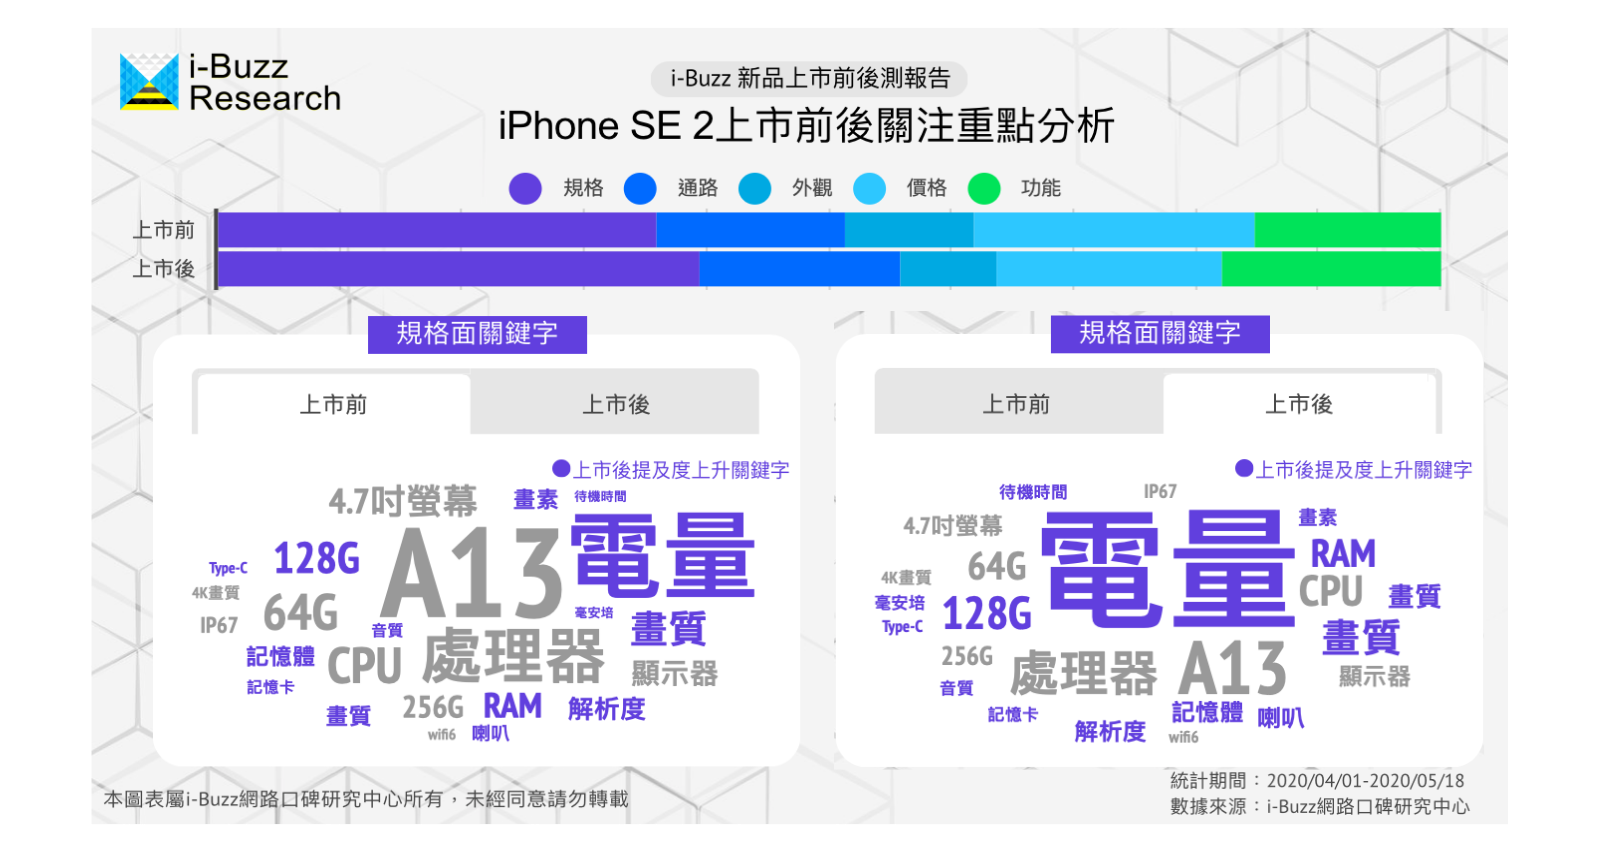 i-Buzz
Research
i-Buzz 新品上市前後測報告
iPhone SE 2上市前後關注重點分析
規格 通路 外觀 價格 功能
上市前
上市後
規格面關鍵字
上市前 上市後
上市後提及度上升關鍵字
4.7吋螢幕 畫素 待機時間
電量
A13
128G
Type-C
4K畫質
64G
毫安培
IP67
音質
畫質
記憶體
CPU
處理器
顯示器
記憶卡
畫質
256G
RAM
解析度
wifi6
喇叭
規格面關鍵字
上市前 上市後
上市後提及度上升關鍵字
待機時間 IP67
4.7吋螢幕
電量
畫素
RAM
64G
4K畫質
CPU
畫質
毫安培
128G
Type-C
畫質
256G
處理器
A13
顯示器
音質
記憶卡
記憶體
喇叭
解析度
wifi6
本圖表屬i-Buzz網路口碑研究中心所有，未經同意請勿轉載
統計期間：2020/04/01-2020/05/18
數據來源：i-Buzz網路口碑研究中心